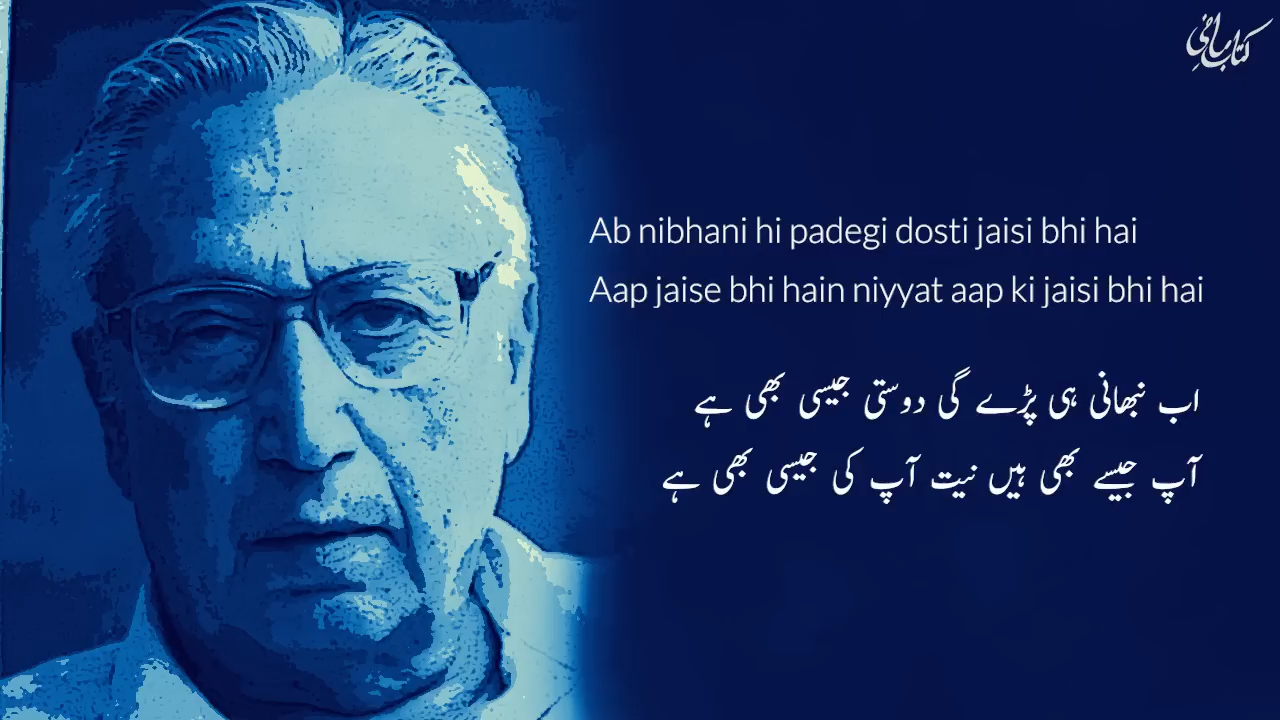 کتاب ماضی
Ab nibhani hi padegi dosti jaisi bhi hai
Aap jaise bhi hain niyyat aap ki jaisi bhi hai
اب نبھانی ہی پڑے گی دوستی جیسی بھی ہے
آپ جیسے بھی ہیں نیت آپ کی جیسی بھی ہے